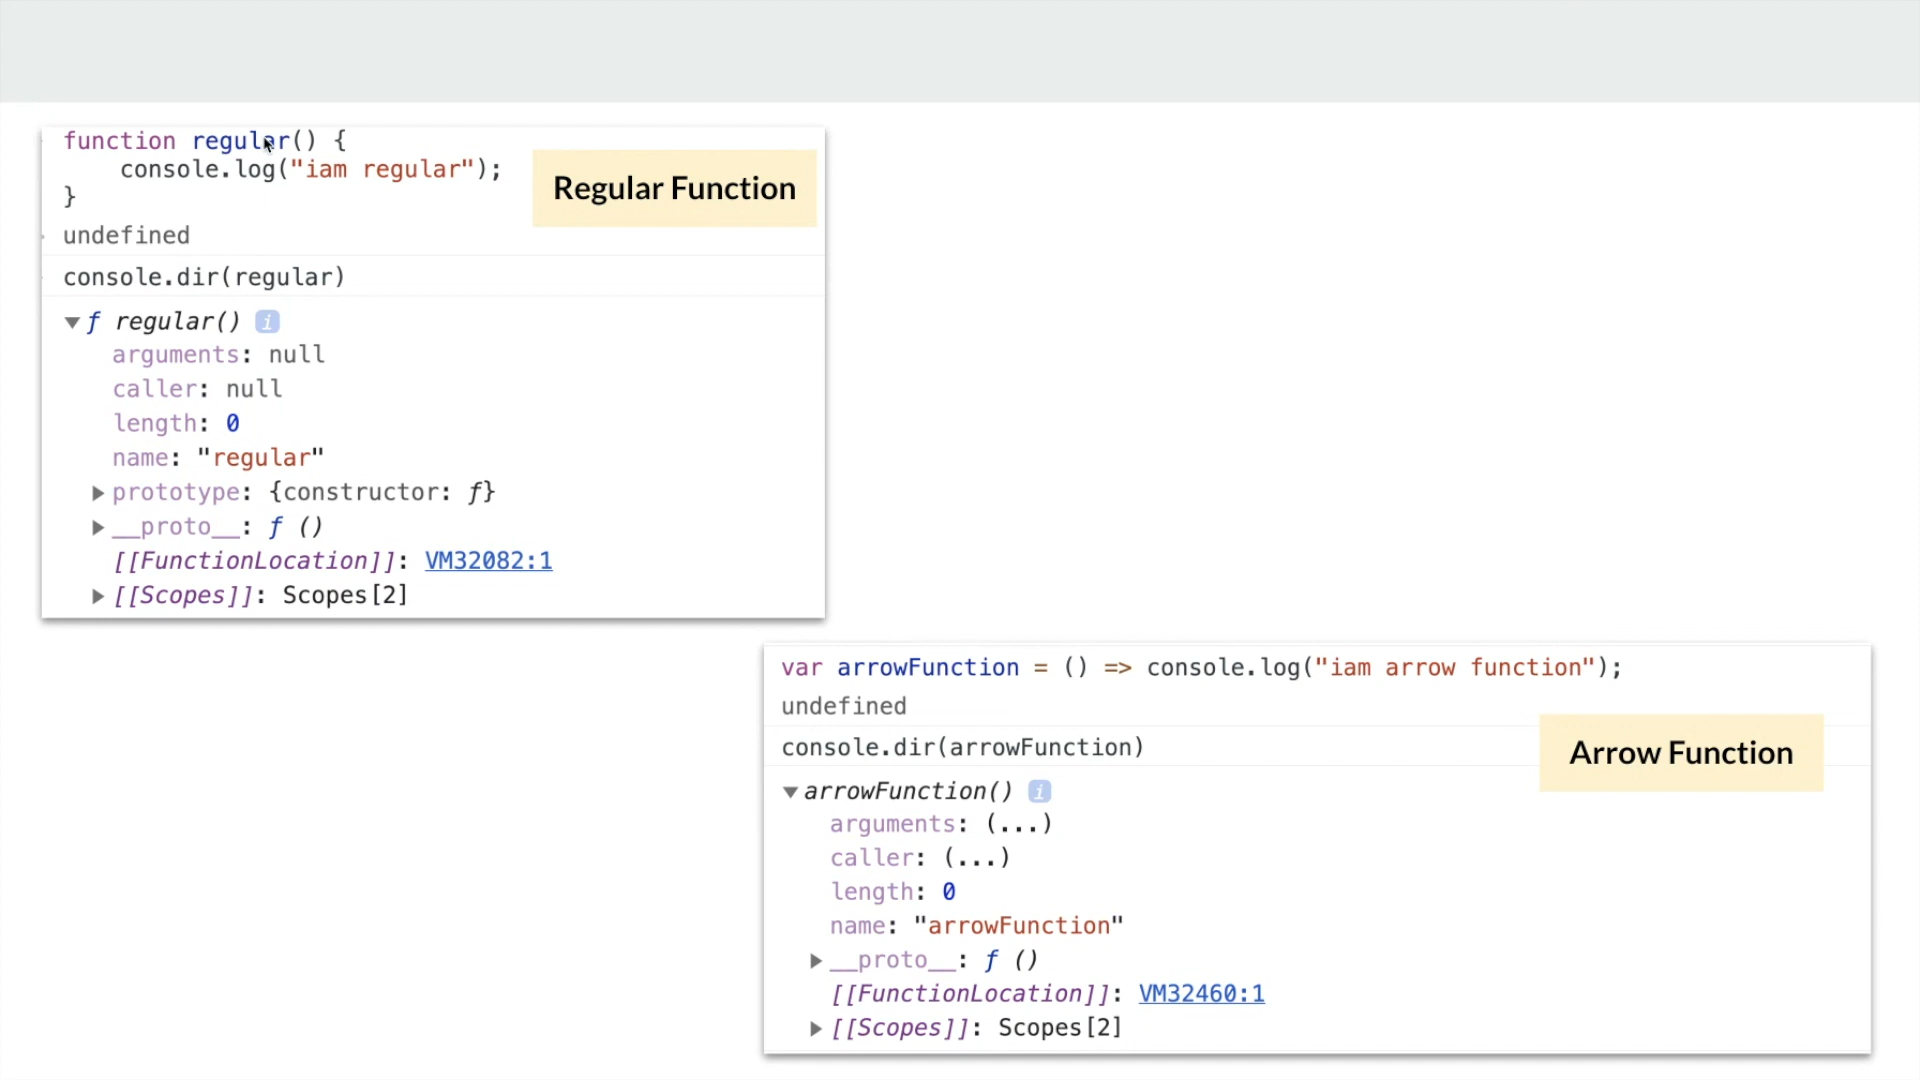 function regular() {
console.log("iam regular");
}
Regular Function
undefined
console.dir(regular)
▼ƒ regular() i
arguments: null
caller: null
length: 0
name: "regular"
▶ prototype: {constructor: ƒ}
▶ __proto__: ƒ ()
[[FunctionLocation]]: VM32082:1
▶ [[Scopes]]: Scopes[2]
var arrowFunction = () => console.log("iam arrow function");
undefined
console.dir(arrowFunction)
Arrow Function
▼arrowFunction() i
arguments: (...)
caller: (...)
length: 0
name: "arrowFunction"
▶ __proto__: ƒ ()
[[FunctionLocation]]: VM32460:1
▶ [[Scopes]]: Scopes[2]